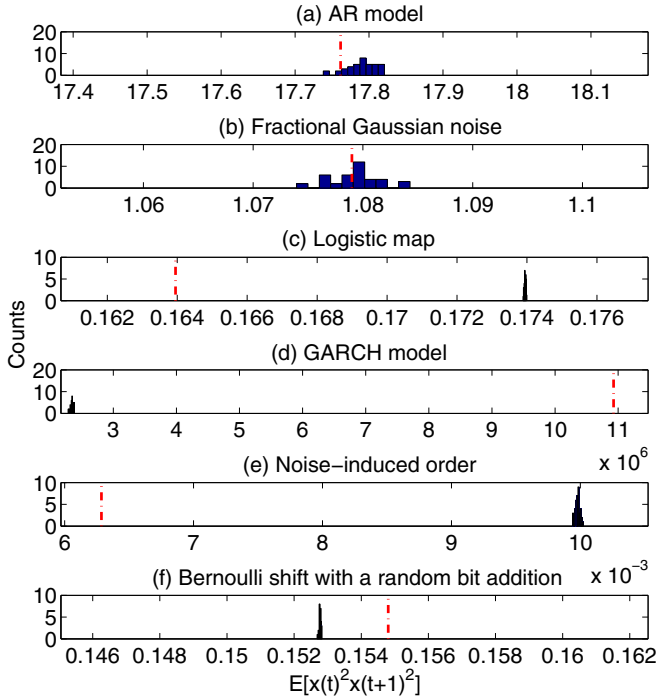 (a) AR model
20
10
0
17.4 17.5 17.6 17.7 17.8 17.9 18 18.1
(b) Fractional Gaussian noise
20
10
0
1.06 1.07 1.08 1.09 1.1
(c) Logistic map
10
5
0
0.162 0.164 0.166 0.168 0.17 0.172 0.174 0.176
Counts
(d) GARCH model
20
10
0
3 4 5 6 7 8 9 10 11
x 10^6
(e) Noise-induced order
10
5
0
6 7 8 9 10
x 10^-3
(f) Bernoulli shift with a random bit addition
10
5
0
0.146 0.148 0.15 0.152 0.154 0.156 0.158 0.16 0.162
E[x(t)^2x(t+1)^2]